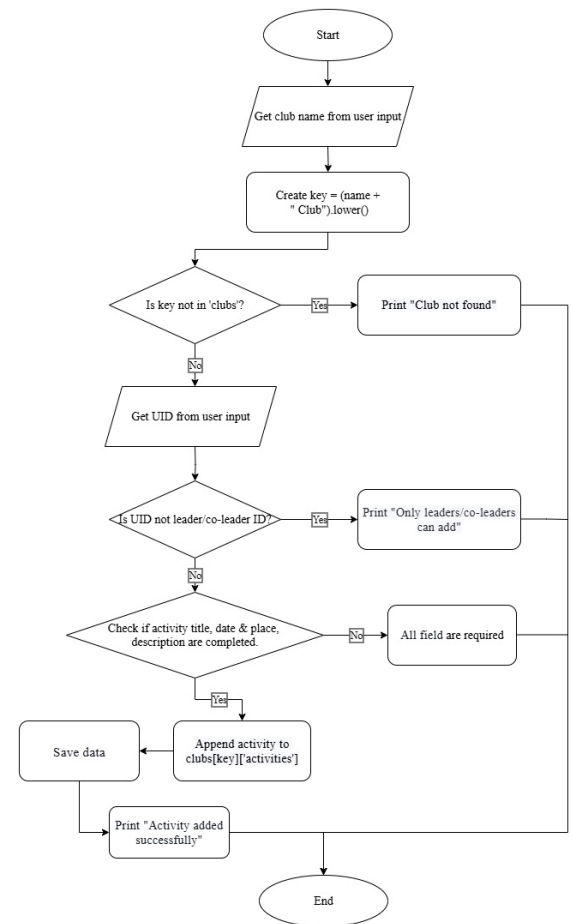 Start
Get club name from user input
Create key = (name +
" Club").lower()
Is key not in 'clubs'?
Yes
Print "Club not found"
No
Get UID from user input
Is UID not leader/co-leader ID?
Yes
Print "Only leaders/co-leaders
can add"
No
Check if activity title, date & place,
description are completed.
No
All field are required
Yes
Append activity to
clubs[key]['activities']
Save data
Print "Activity added
successfully"
End